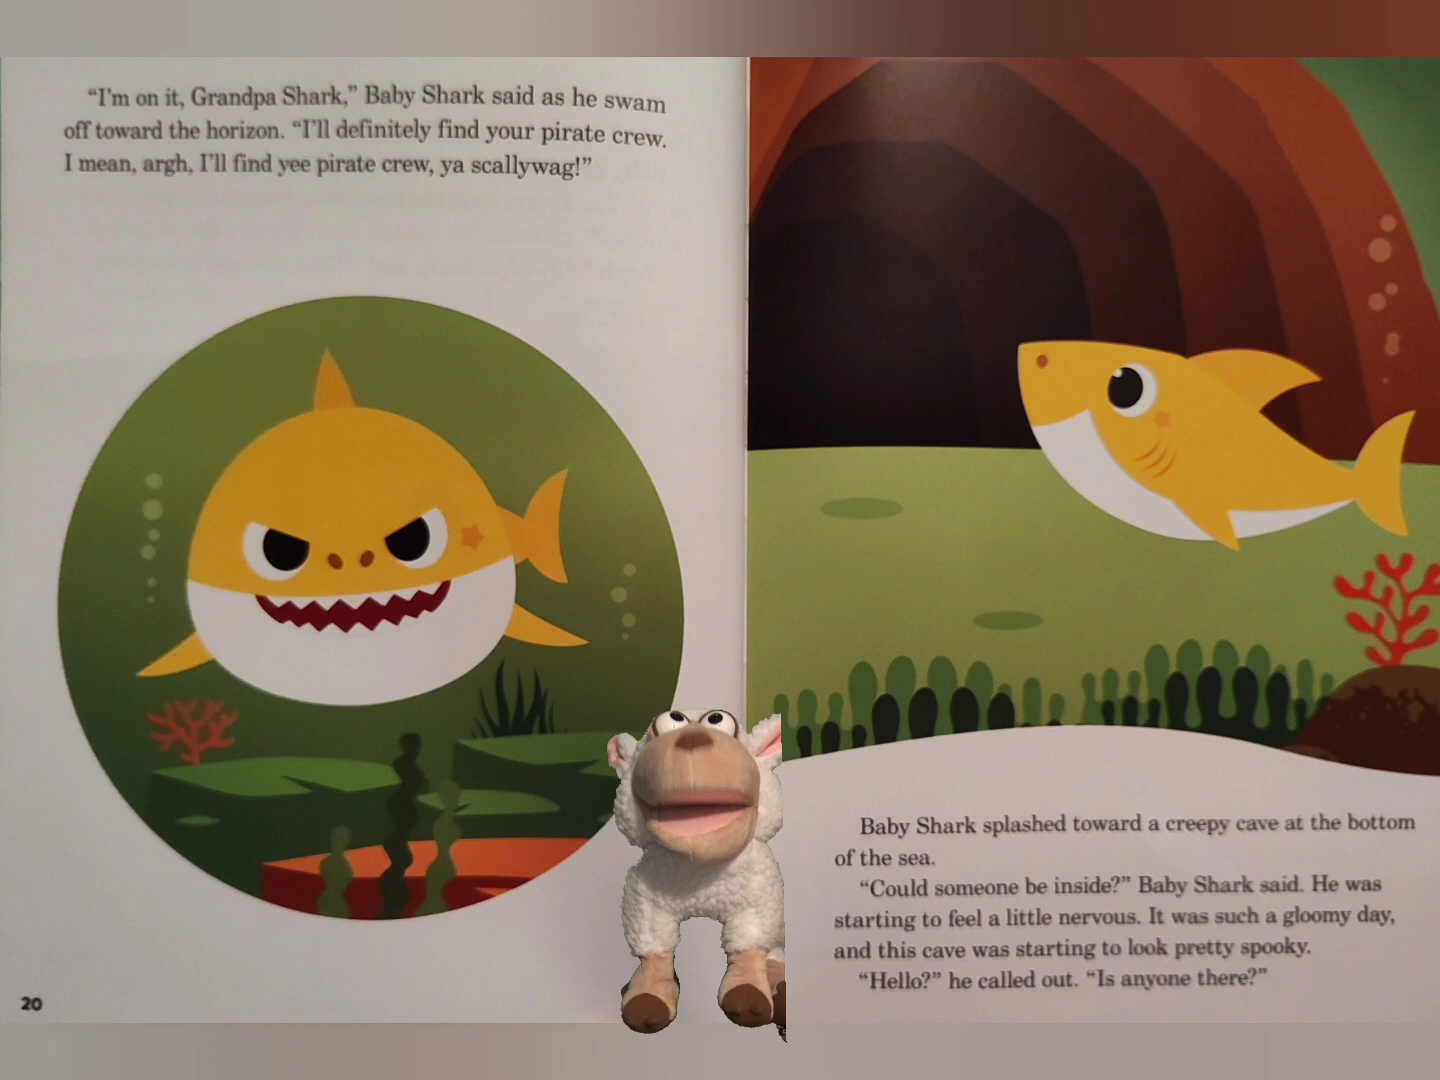 “I’m on it, Grandpa Shark,” Baby Shark said as he swam
off toward the horizon. “I’ll definitely find your pirate crew.
I mean, argh, I’ll find yee pirate crew, ya scallywag!”
20
Baby Shark splashed toward a creepy cave at the bottom
of the sea.
“Could someone be inside?” Baby Shark said. He was
starting to feel a little nervous. It was such a gloomy day,
and this cave was starting to look pretty spooky.
“Hello?” he called out. “Is anyone there?”